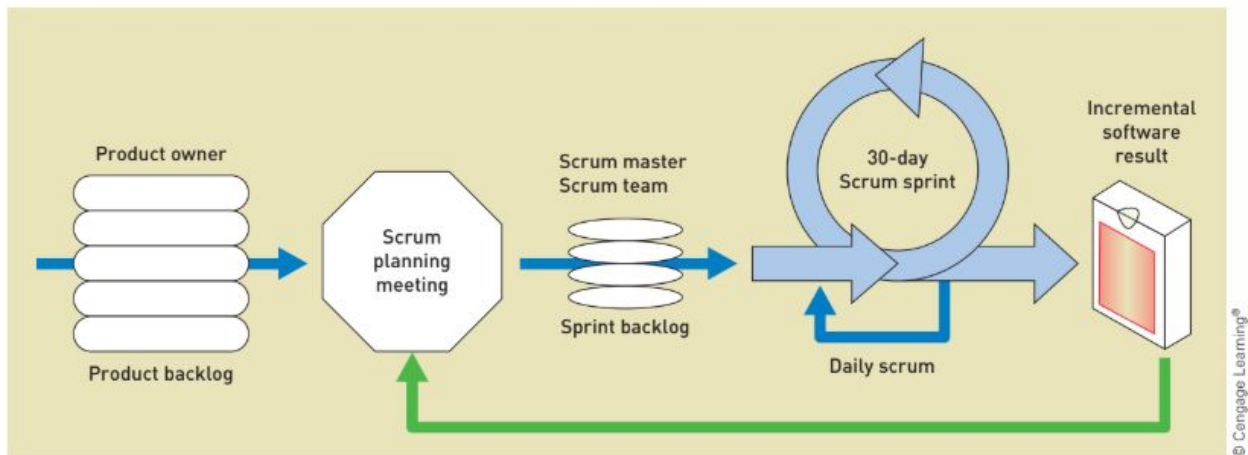 Product owner
Product backlog
Scrum
planning
meeting
Scrum master
Scrum team
Sprint backlog
30-day
Scrum sprint
Daily scrum
Incremental
software
result
© Cengage Learning®